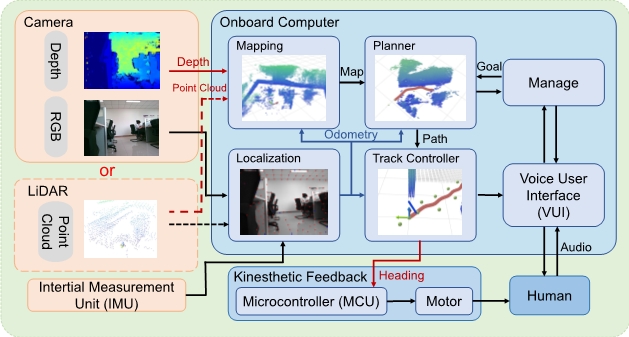 Camera
Depth
RGB
or
LiDAR
Point
Cloud
Intertial Measurement
Unit (IMU)
Depth
Point Cloud
Onboard Computer
Mapping
Map
Planner
Goal
Manage
Odometry
Path
Localization
Track Controller
Voice User
Interface
(VUI)
Audio
Kinesthetic Feedback
Heading
Microcontroller (MCU)
Motor
Human